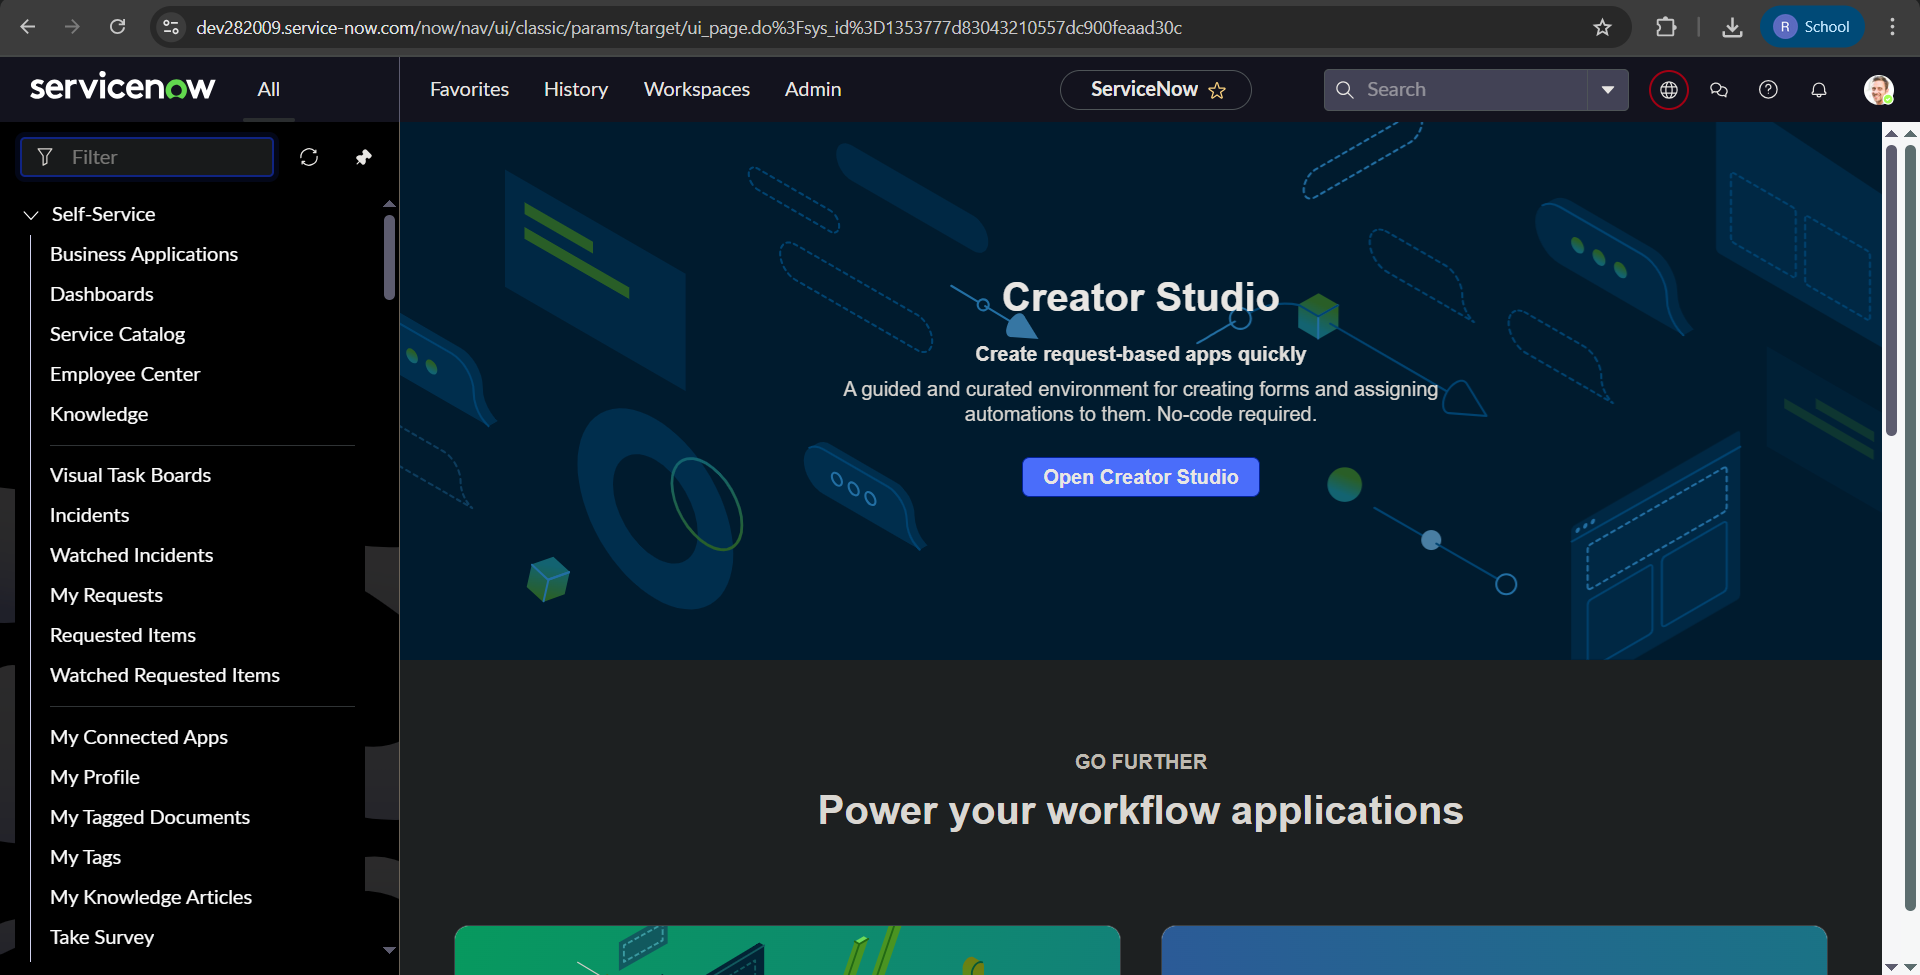 dev282009.service-now.com/now/nav/ui/classic/params/target/ui_page.do%3Fsys_id%3D1353777d83043210557dc900feaad30c
R School
servicenow
All
Favorites
History
Workspaces
Admin
ServiceNow
Search
Filter
Self-Service
Business Applications
Dashboards
Service Catalog
Employee Center
Knowledge
Visual Task Boards
Incidents
Watched Incidents
My Requests
Requested Items
Watched Requested Items
My Connected Apps
My Profile
My Tagged Documents
My Tags
My Knowledge Articles
Take Survey
Creator Studio
Create request-based apps quickly
A guided and curated environment for creating forms and assigning
automations to them. No-code required.
Open Creator Studio
GO FURTHER
Power your workflow applications